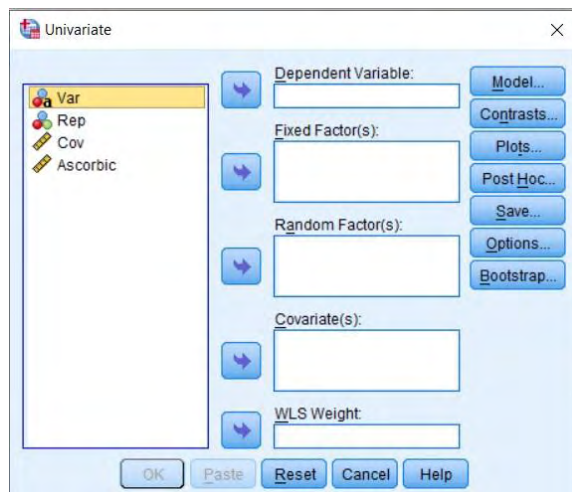 Univariate
Var
Rep
Cov
Ascorbic
Dependent Variable:
Fixed Factor(s):
Random Factor(s):
Covariate(s):
WLS Weight:
Model...
Contrasts...
Plots...
Post Hoc...
Save...
Options...
Bootstrap...
OK Paste Reset Cancel Help